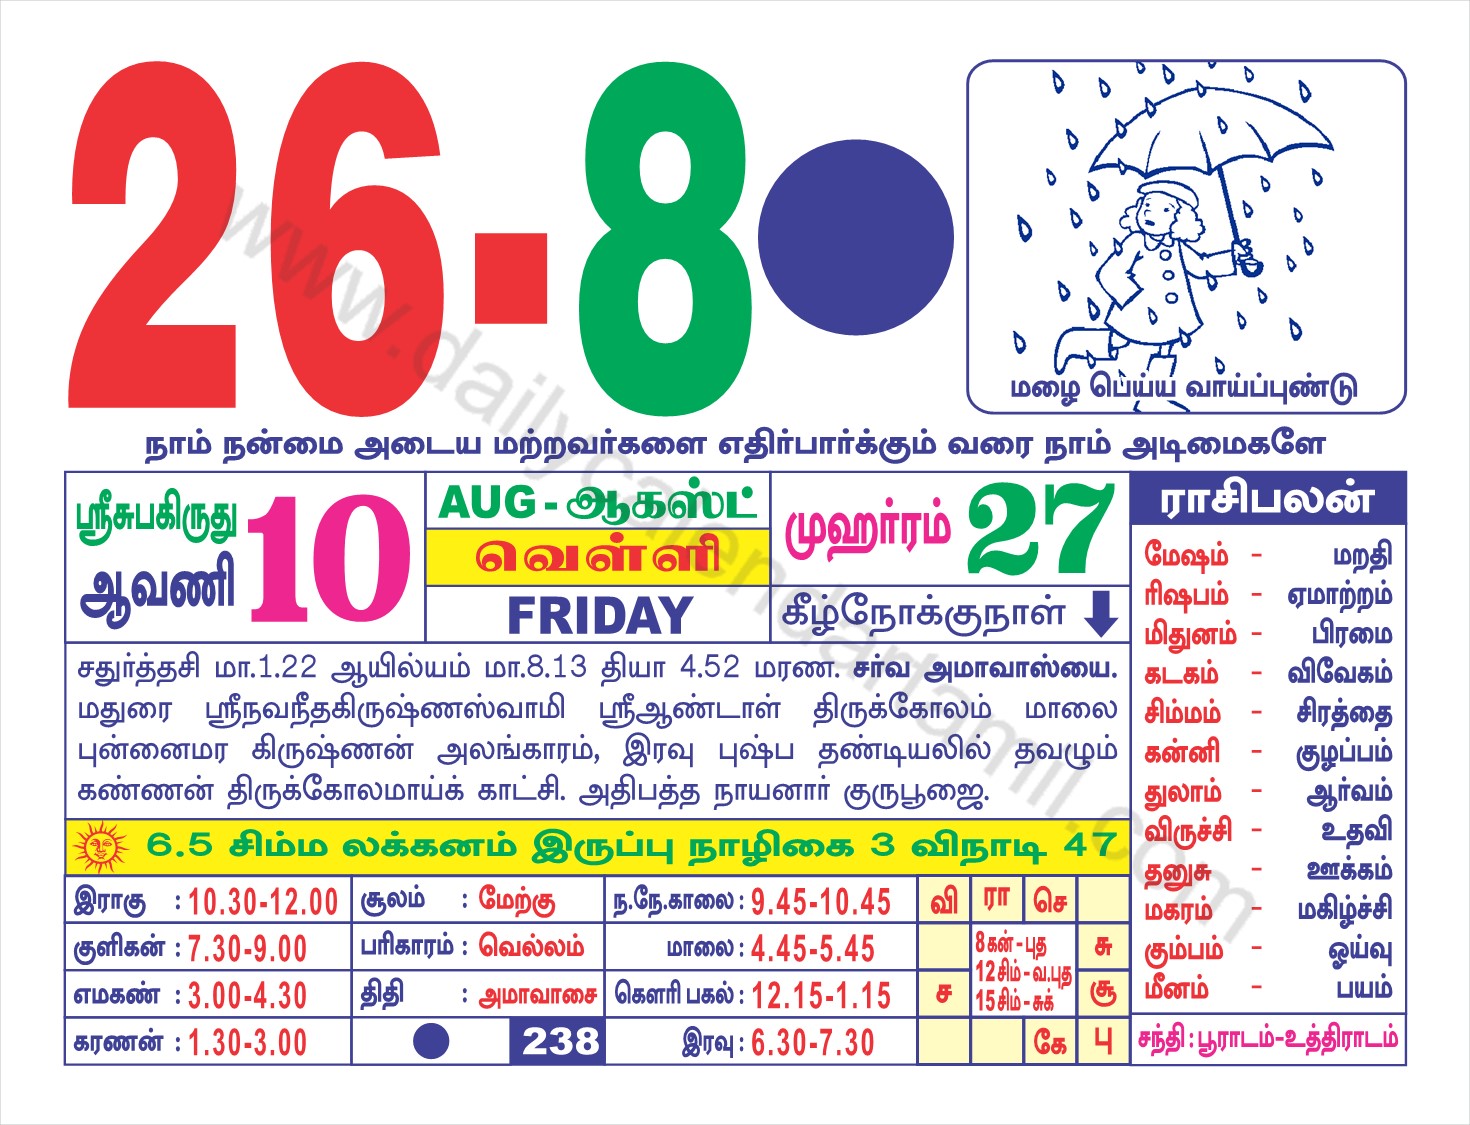 26-8
மழை பெய்ய வாய்ப்புண்டு
நாம் நன்மை அடைய மற்றவர்களை எதிர்பார்க்கும் வரை நாம் அடிமைகளே
ஸ்ரீசுபகிருது
ஆவணி 10
AUG - ஆகஸ்ட்
வெள்ளி
FRIDAY
முஹர்ரம் 27
கீழ்நோக்குநாள்
சதுர்த்தசி மா.1.22 ஆயில்யம் மா.8.13 தியா 4.52 மரண. சர்வ அமாவாஸ்யை.
மதுரை ஸ்ரீநவநீதகிருஷ்ணஸ்வாமி ஸ்ரீஆண்டாள் திருக்கோலம் மாலை
புன்னைமர கிருஷ்ணன் அலங்காரம், இரவு புஷ்ப தண்டியலில் தவழும்
கண்ணன் திருக்கோலமாய்க் காட்சி. அதிபத்த நாயனார் குருபூஜை.
6.5 சிம்ம லக்கனம் இருப்பு நாழிகை 3 விநாடி 47
இராகு : 10.30-12.00
குளிகன் : 7.30-9.00
எமகண் : 3.00-4.30
கரணன் : 1.30-3.00
சூலம் : மேற்கு
பரிகாரம் : வெல்லம்
திதி : அமாவாசை
238
ந.நே.காலை : 9.45-10.45
மாலை : 4.45-5.45
கௌரி பகல் : 12.15-1.15
இரவு : 6.30-7.30
வி ரா செ
சு
8கன் - புத
12சிம் - வ.புத
15சிம் - சுக்
ச சூ
கே பு
ராசிபலன்
மேஷம் - மறதி
ரிஷபம் - ஏமாற்றம்
மிதுனம் - பிரமை
கடகம் - விவேகம்
சிம்மம் - சிரத்தை
கன்னி - குழப்பம்
துலாம் - ஆர்வம்
விருச்சி - உதவி
தனுசு - ஊக்கம்
மகரம் - மகிழ்ச்சி
கும்பம் - ஓய்வு
மீனம் - பயம்
சந்தி : பூராடம்-உத்திராடம்
www.dailycalendartamil.com